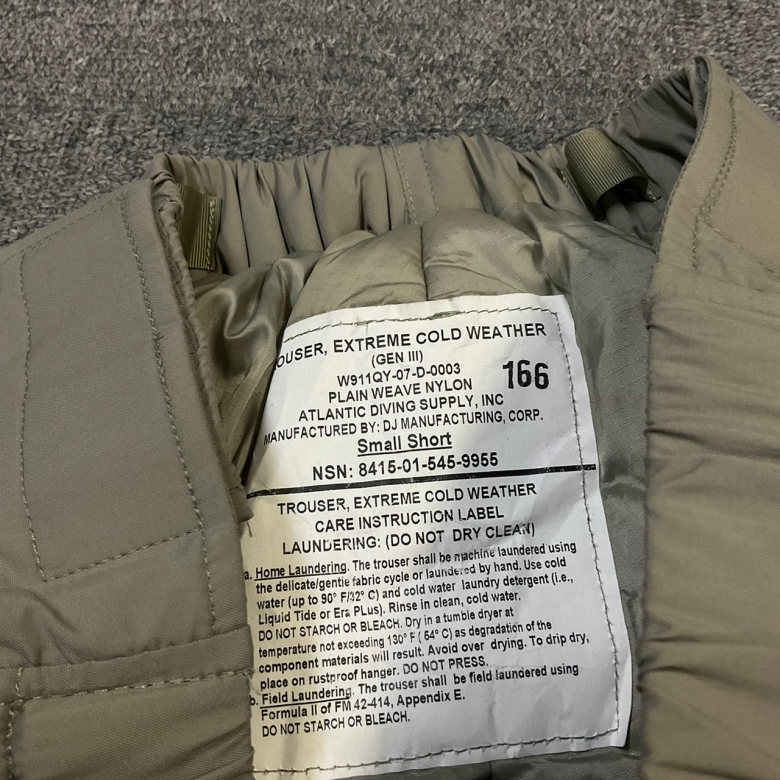 OUSER, EXTREME COLD WEATHER
(GEN III)
W911QY-07-D-0003
166
PLAIN WEAVE NYLON
ATLANTIC DIVING SUPPLY, INC
MANUFACTURED BY: DJ MANUFACTURING, CORP.
Small Short
NSN: 8415-01-545-9955
TROUSER, EXTREME COLD WEATHER
CARE INSTRUCTION LABEL
LAUNDERING: (DO NOT DRY CLEAN)
a. Home Laundering. The trouser shall be machine laundered using
the delicate/gentle fabric cycle or laundered by hand. Use cold
water (up to 90° F/32° C) and cold water laundry detergent (i.e.,
Liquid Tide or Era Plus). Rinse in clean, cold water.
DO NOT STARCH OR BLEACH. Dry in a tumble dryer at
temperature not exceeding 130° F ( 54° C) as degradation of the
component materials will result. Avoid over drying. To drip dry,
place on rustproof hanger. DO NOT PRESS.
b. Field Laundering. The trouser shall be field laundered using
Formula II of FM 42-414, Appendix E.
DO NOT STARCH OR BLEACH.